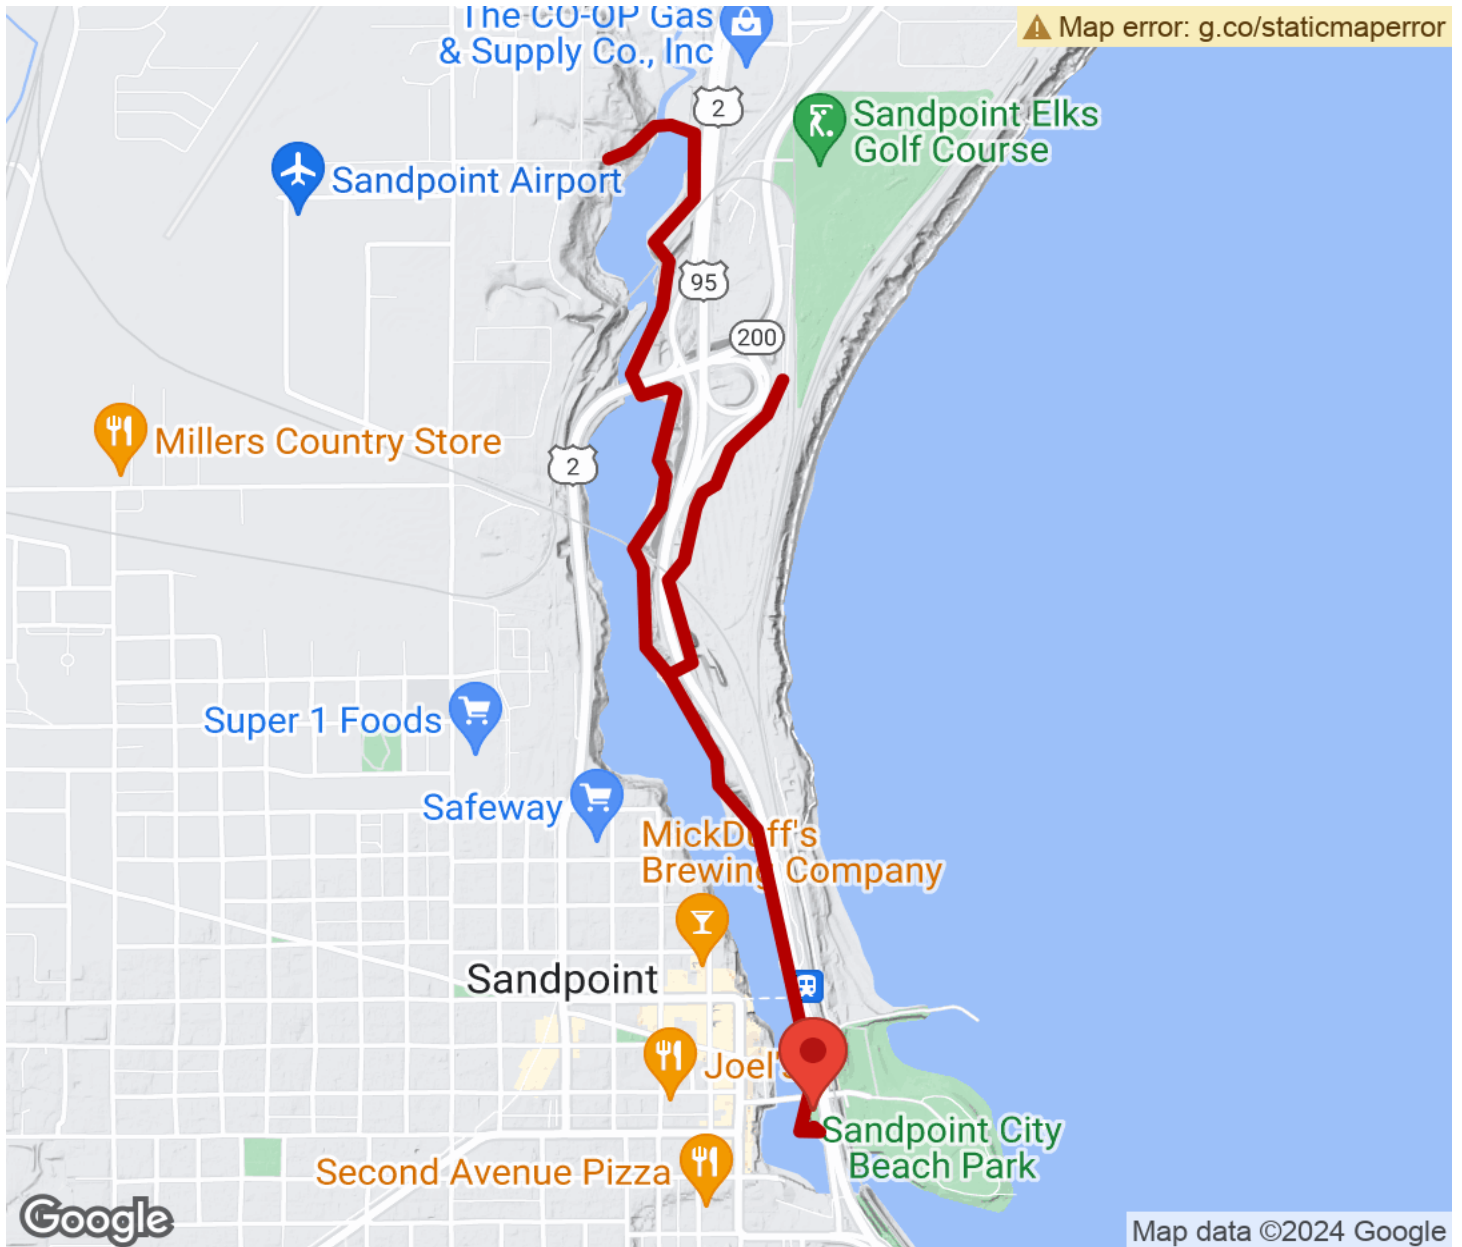 The CO-OP Gas
& Supply Co., Inc
Map error: g.co/staticmaperror
2
Sandpoint Elks
Golf Course
Sandpoint Airport
95
200
Millers Country Store
2
Super 1 Foods
Safeway
MickDuff's
Brewing Company
Sandpoint
Joel's
Sandpoint City
Beach Park
Second Avenue Pizza
Google
Map data ©2024 Google